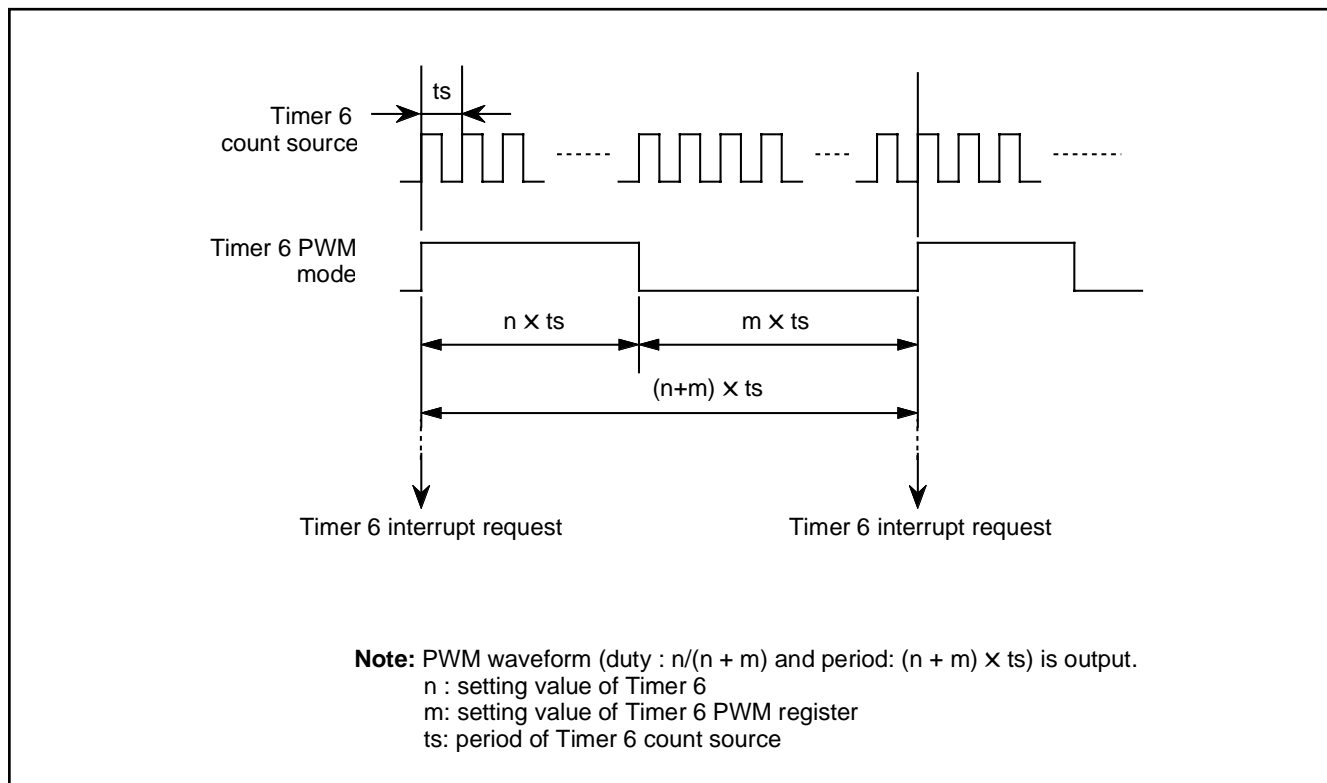 ts
Timer 6
count source
Timer 6 PWM
mode
n × ts
m × ts
(n+m) × ts
Timer 6 interrupt request
Timer 6 interrupt request
Note: PWM waveform (duty : n/(n + m) and period: (n + m) × ts) is output.
n : setting value of Timer 6
m: setting value of Timer 6 PWM register
ts: period of Timer 6 count source